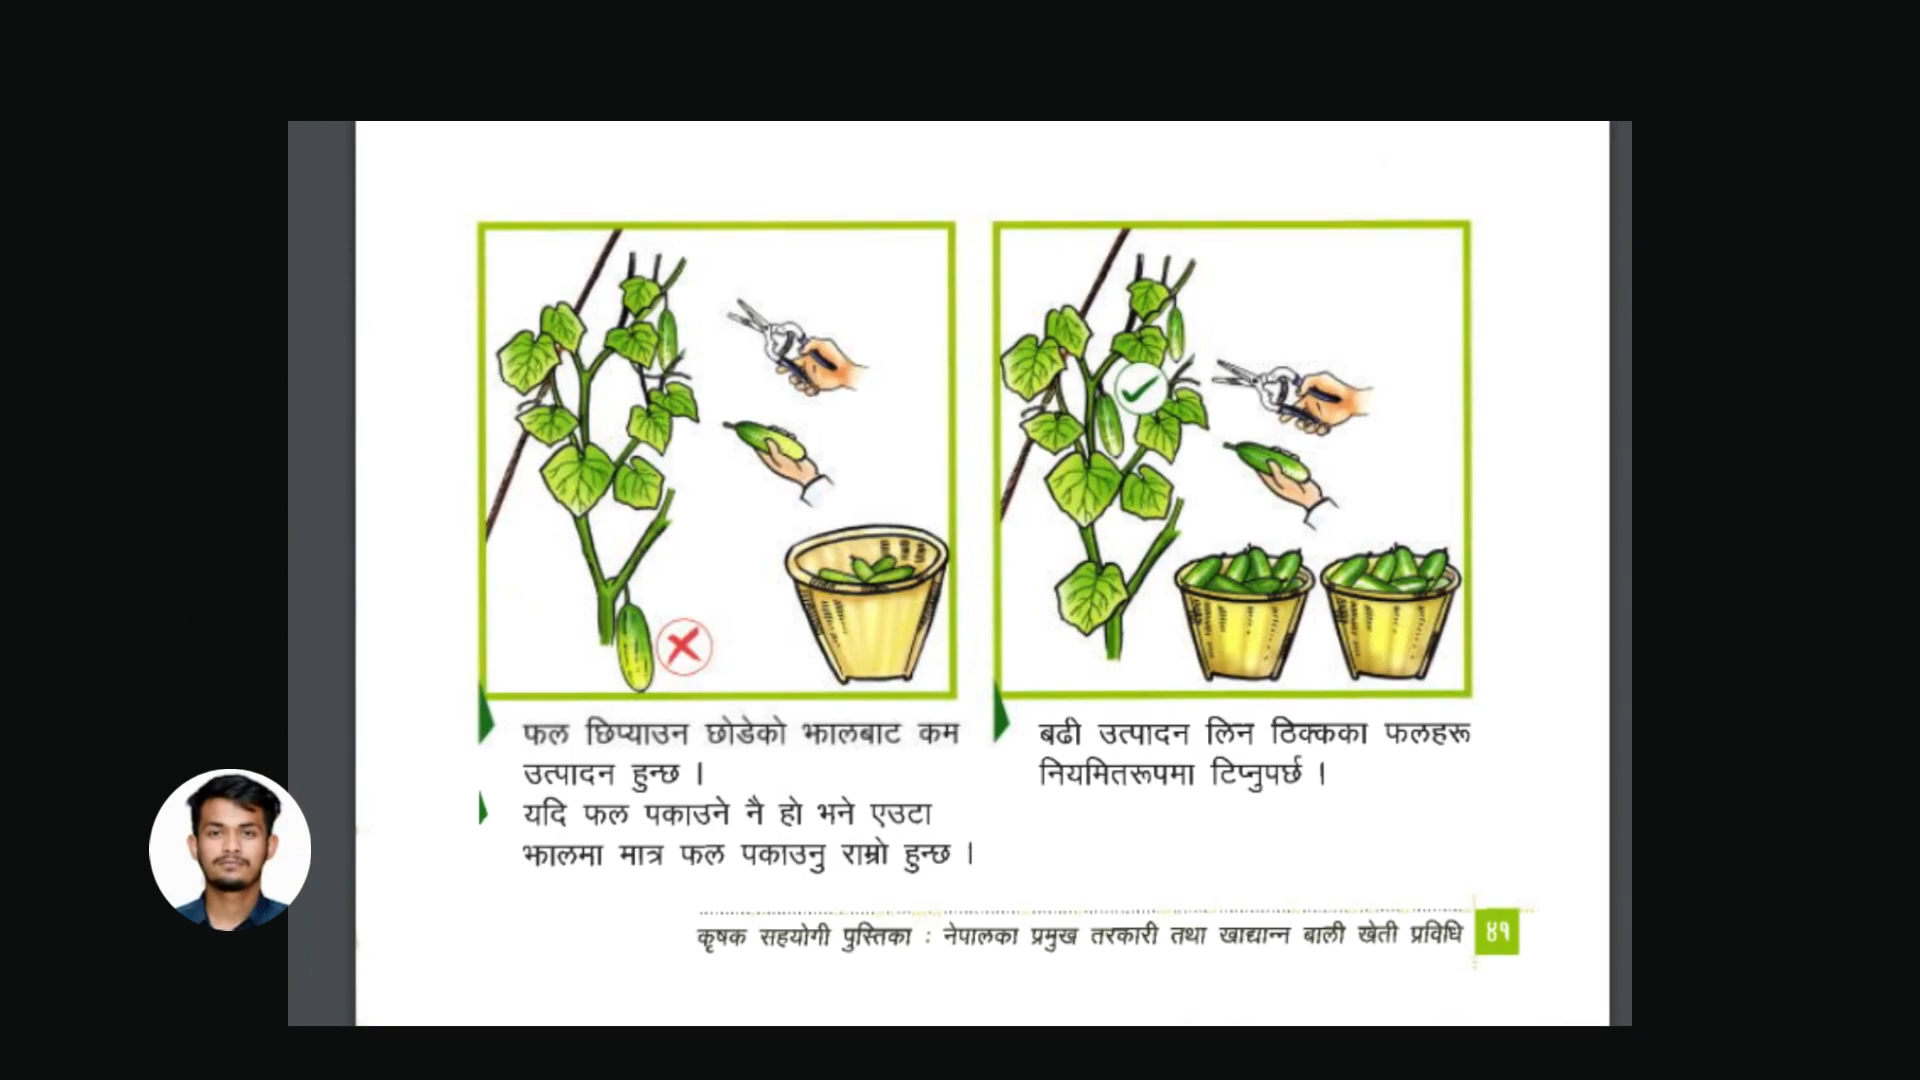 फल छिप्याउन छोडेको झालबाट कम
उत्पादन हुन्छ ।
यदि फल पकाउने नै हो भने एउटा
झालमा मात्र फल पकाउनु राम्रो हुन्छ ।
बढी उत्पादन लिन ठिक्कका फलहरू
नियमितरूपमा टिप्नुपर्छ ।
कृषक सहयोगी पुस्तिका : नेपालका प्रमुख तरकारी तथा खाद्यान्न बाली खेती प्रविधि ४१